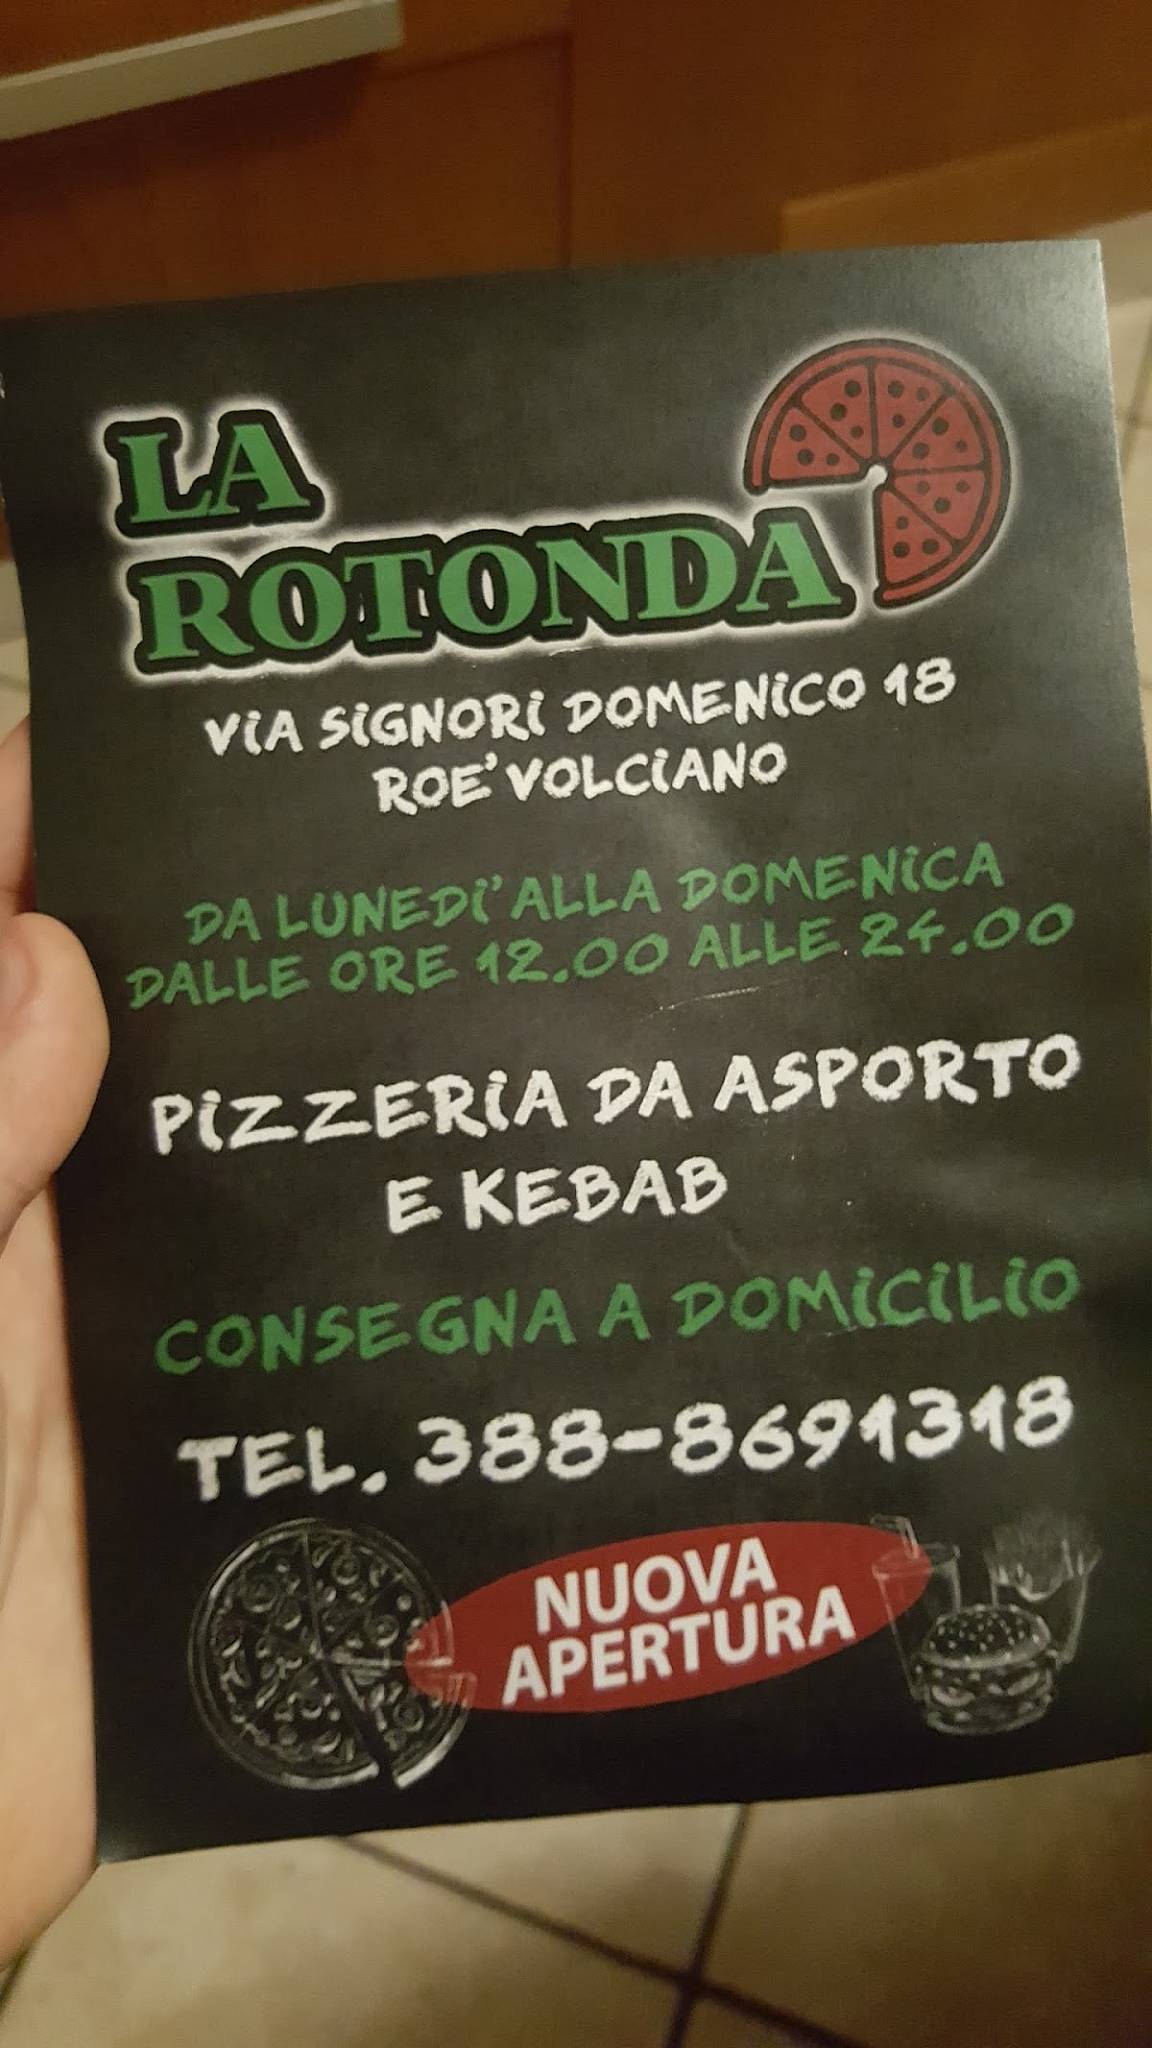 LA
ROTONDA
ViA SiGNORi DOMENiCO 18
ROE' VOLCiANO
DA LUNEDi' ALLA DOMENiCA
DALLE ORE 12.00 ALLE 24.00
PiZZERiA DA ASPORTO
E KEBAB
CONSEGNA A DOMiCiLiO
TEL. 388-8691318
NUOVA
APERTURA